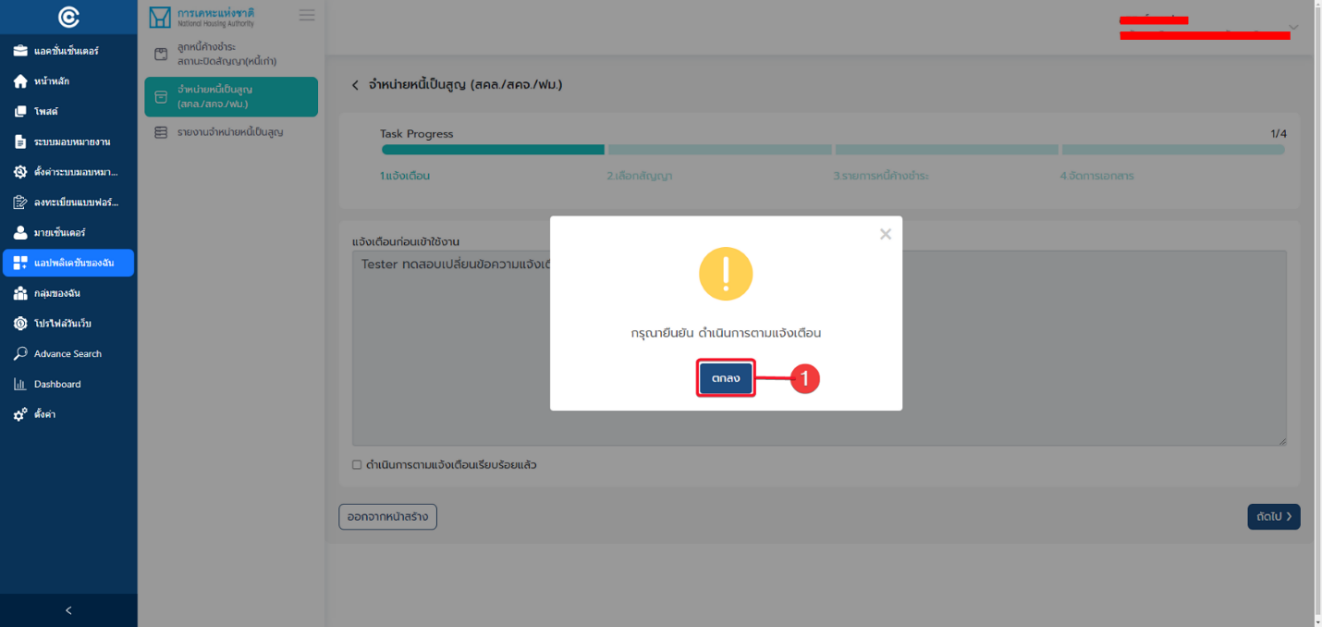 แอคชั่นเซ็นเตอร์
หน้าหลัก
โพสต์
ระบบมอบหมายงาน
ตั้งค่าระบบมอบหมา...
ลงทะเบียนแบบฟอร์...
มายเซ็นเตอร์
แอปพลิเคชันของฉัน
กลุ่มของฉัน
โปรไฟล์วันเว็บ
Advance Search
Dashboard
ตั้งค่า
การเคหะแห่งชาติ
National Housing Authority
ลูกหนี้ค้างชำระ
สถานะปิดสัญญา(หนี้เก่า)
จำหน่ายหนี้เป็นสูญ
(สคล./สคจ./ฟม.)
รายงานจำหน่ายหนี้เป็นสูญ
จำหน่ายหนี้เป็นสูญ (สคล./สคจ./ฟม.)
Task Progress 1/4
1.แจ้งเตือน 2.เลือกสัญญา 3.รายการหนี้ค้างชำระ 4.จัดการเอกสาร
แจ้งเตือนก่อนเข้าใช้งาน
Tester ทดสอบเปลี่ยนข้อความแจ้งเ
กรุณายืนยัน ดำเนินการตามแจ้งเตือน
ตกลง 1
ดำเนินการตามแจ้งเตือนเรียบร้อยแล้ว
ออกจากหน้าสร้าง ถัดไป